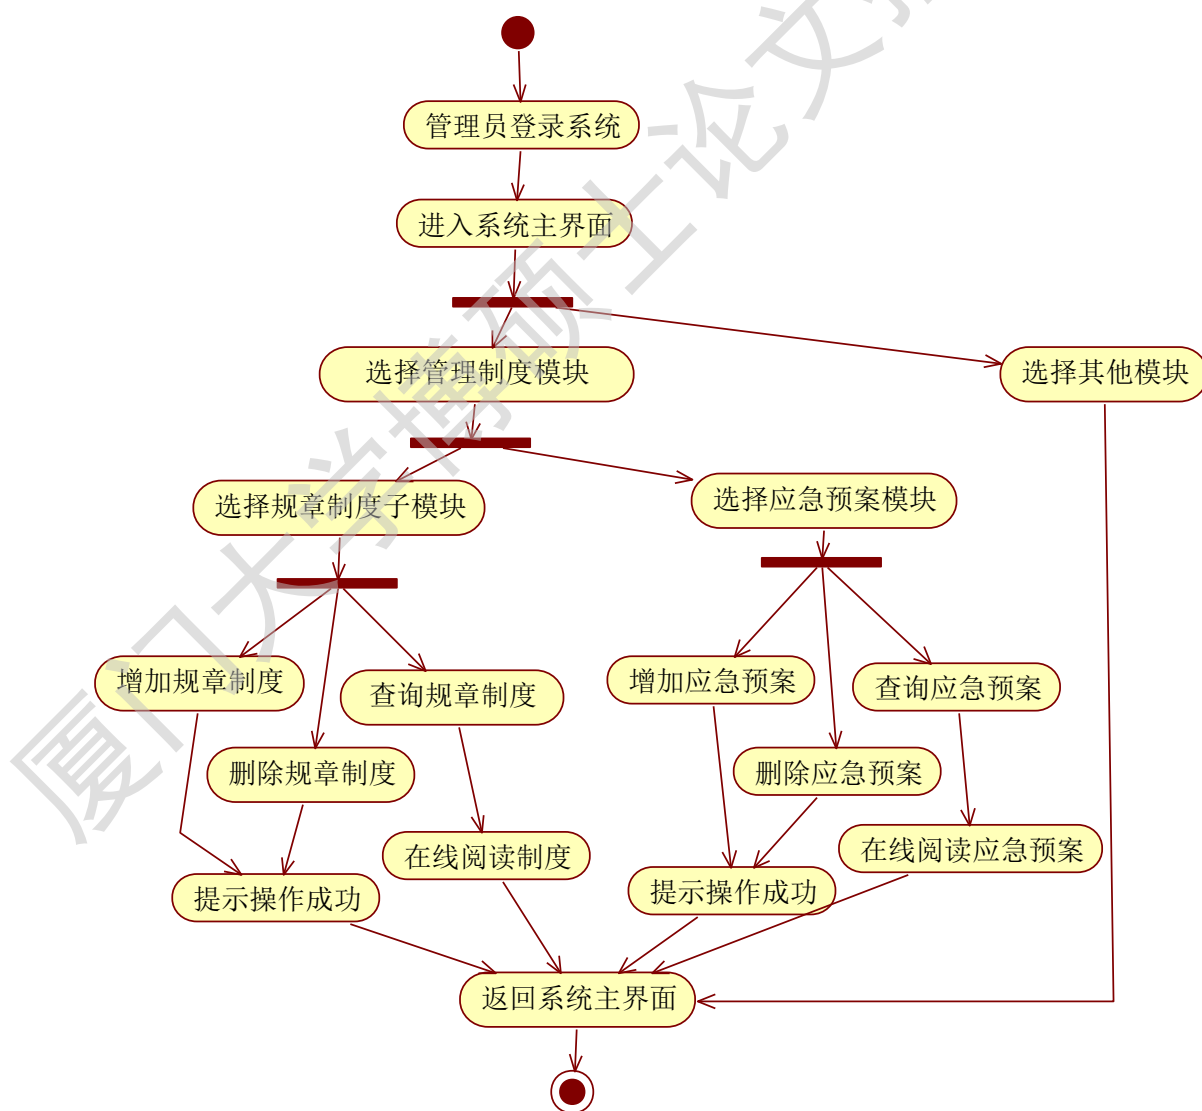 管理员登录系统
进入系统主界面
选择管理制度模块
选择其他模块
选择规章制度子模块
选择应急预案模块
增加规章制度
查询规章制度
增加应急预案
查询应急预案
删除规章制度
删除应急预案
在线阅读制度
在线阅读应急预案
提示操作成功
提示操作成功
返回系统主界面
厦门大学博硕士论文